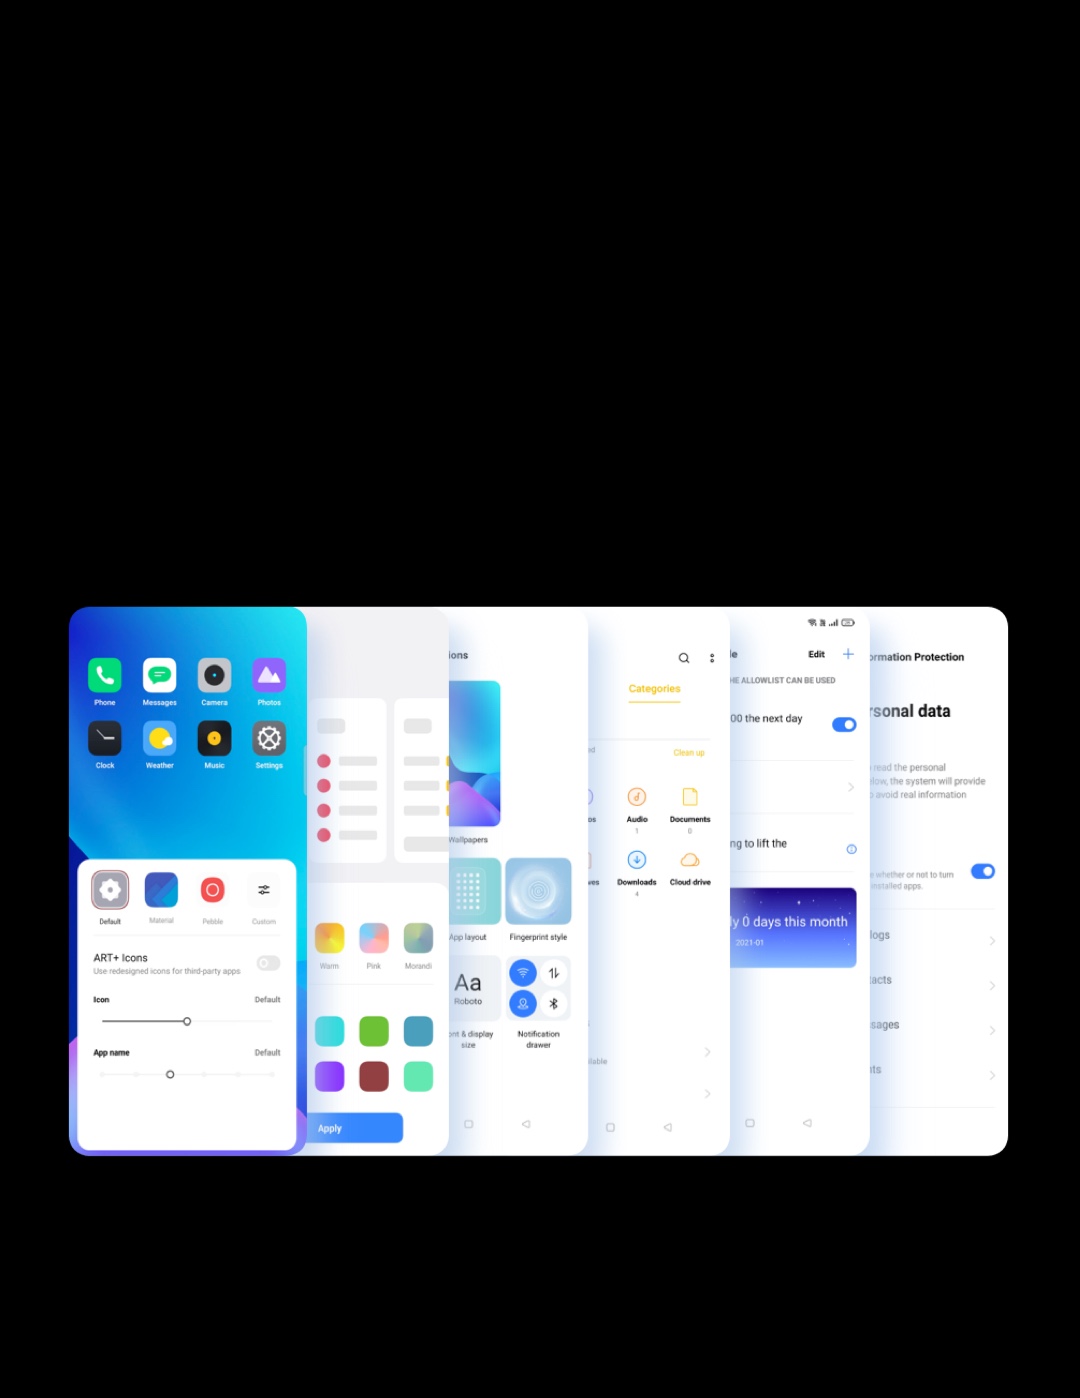 Phone
Messages
Camera
Photos
Clock
Weather
Music
Settings
Default
Material
Pebble
Custom
ART+ Icons
Use redesigned icons for third-party apps
Icon
Default
App name
Default
Warm
Pink
Morandi
Apply
ions
Wallpapers
App layout
Fingerprint style
Aa
Roboto
ont & display
size
Notification
drawer
Categories
ed
Clean up
os
Audio
1
Documents
0
ves
Downloads
4
Cloud drive
s
ilable
le
Edit
HE ALLOWLIST CAN BE USED
00 the next day
ng to lift the
ly 0 days this month
2021-01
ormation Protection
rsonal data
read the personal
elow, the system will provide
o avoid real information
e whether or not to turn
installed apps.
logs
tacts
sages
nts